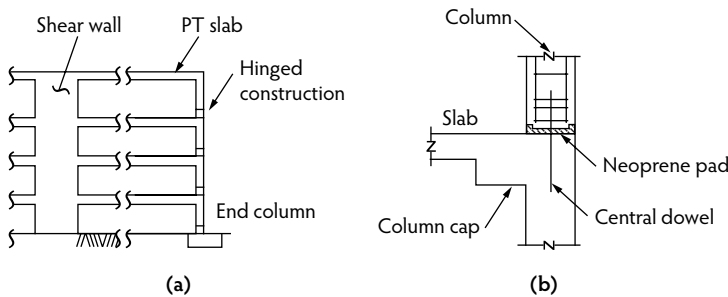 Shear wall
PT slab
Hinged
construction
End column
(a)
Column
Slab
Neoprene pad
Central dowel
Column cap
(b)